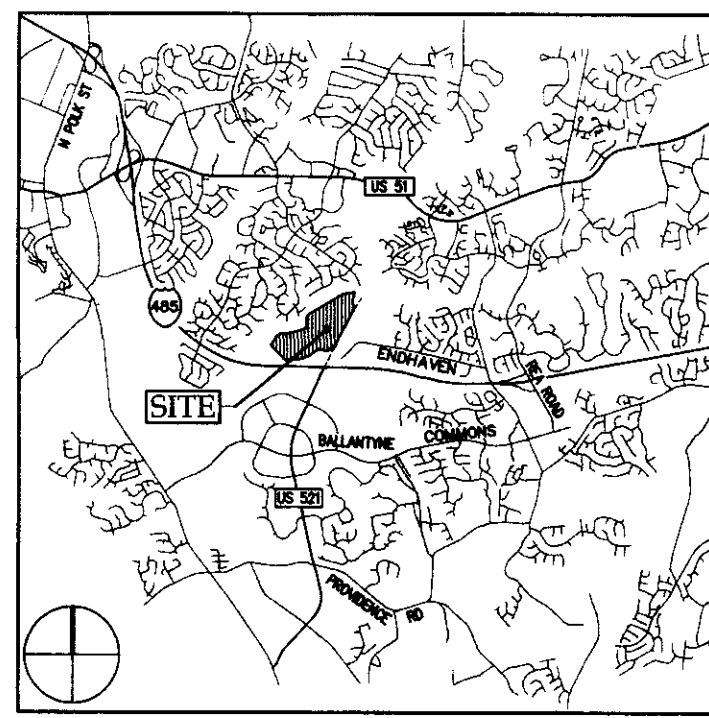 N POLK ST
US 51
485
ENDHAVEN
REA ROAD
SITE
BALLANTYNE COMMONS
US 521
PROVIDENCE RD